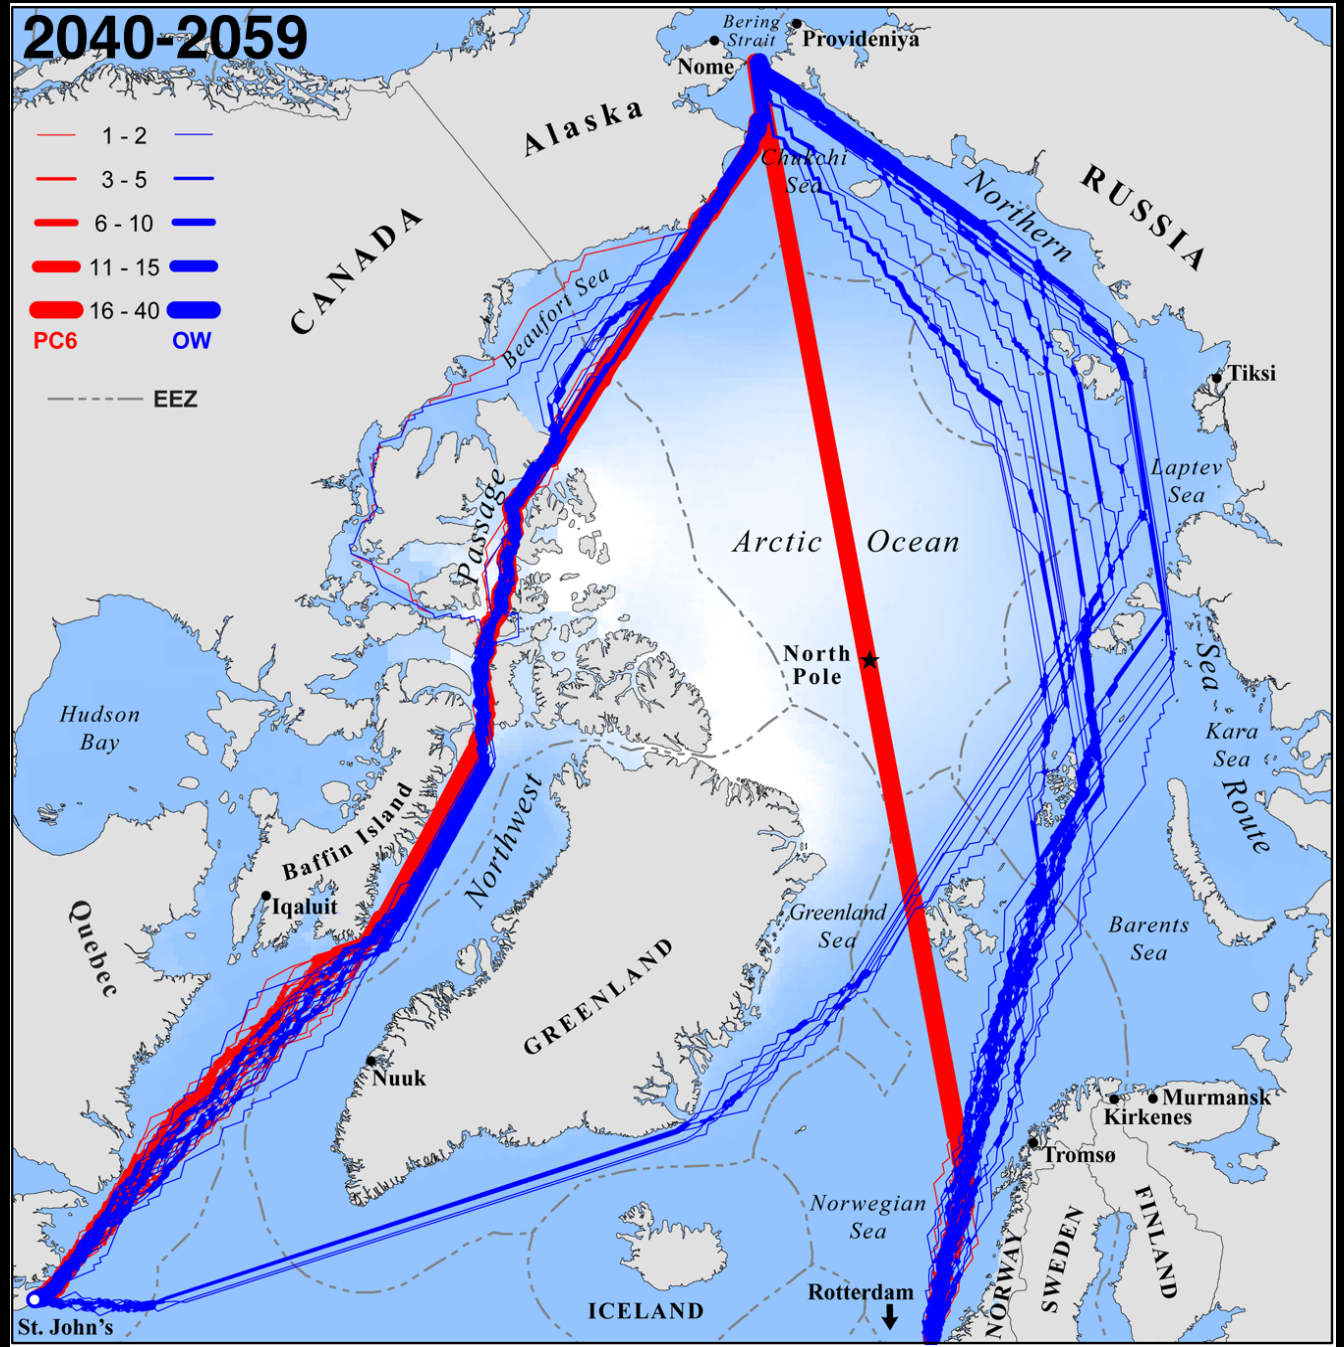 2040-2059
Bering
Strait
Provideniya
Nome
1 - 2
3 - 5
6 - 10
11 - 15
16 - 40
PC6
OW
EEZ
Alaska
CANADA
Chukchi
Sea
Northern
RUSSIA
Beaufort Sea
Tiksi
Laptev
Sea
Passage
Arctic Ocean
North
Pole
Sea
Hudson
Bay
Kara
Sea
Route
Baffin Island
Northwest
Iqaluit
Quebec
Greenland
Sea
Barents
Sea
GREENLAND
Nuuk
Murmansk
Kirkenes
Tromsø
Norwegian
Sea
NORWAY
SWEDEN
FINLAND
Rotterdam
ICELAND
St. John's